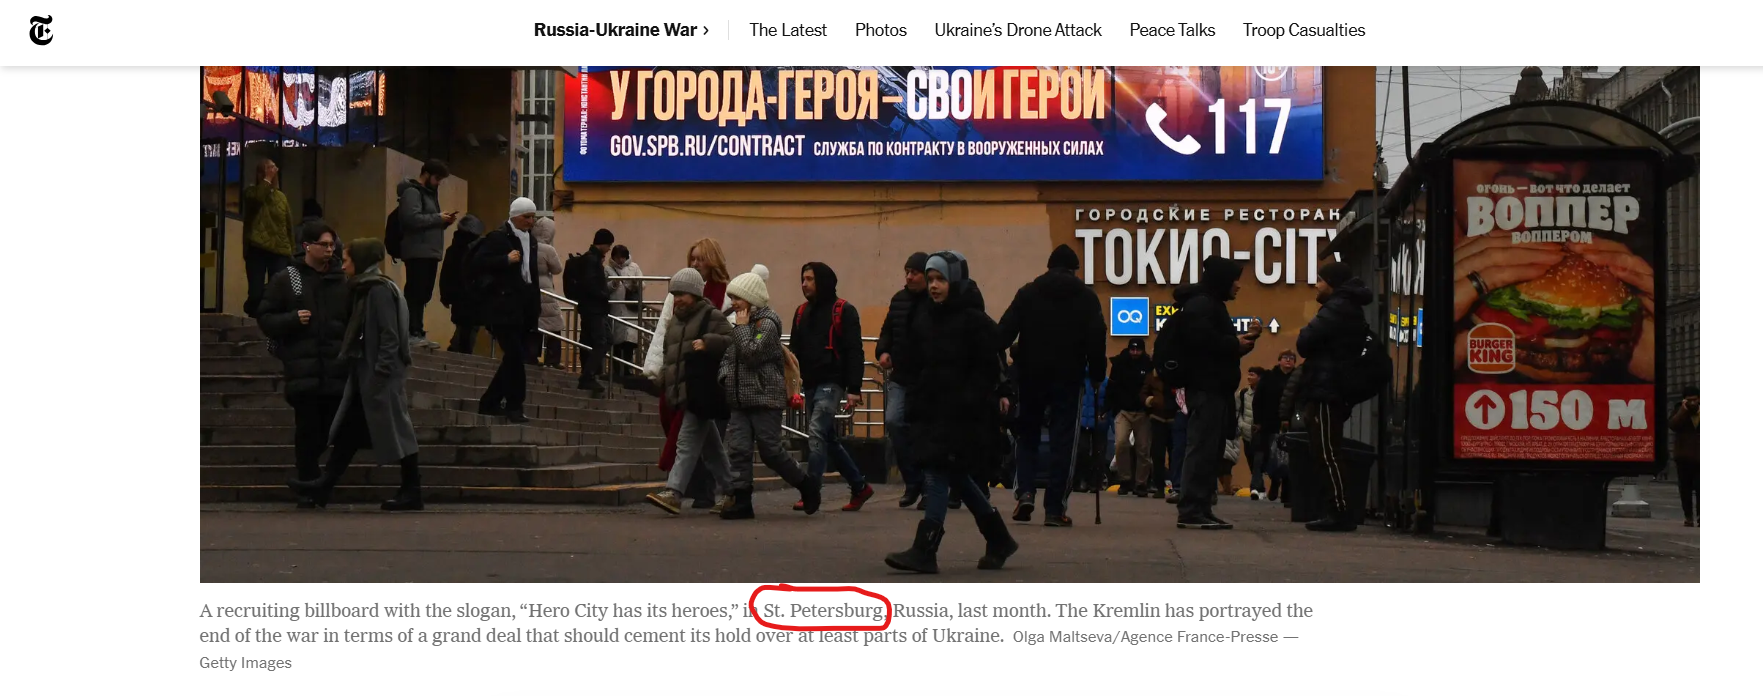 Russia-Ukraine War ›
The Latest
Photos
Ukraine's Drone Attack
Peace Talks
Troop Casualties
У ГОРОДА-ГЕРОЯ – СВОИ ГЕРОИ
117
GOV.SPB.RU/CONTRACT СЛУЖБА ПО КОНТРАКТУ В ВООРУЖЕННЫХ СИЛАХ
ГОРОДСКИЕ РЕСТОРАН
ТОКИО-CITY
ОГОНЬ — ВОТ ЧТО ДЕЛАЕТ
ВОППЕР
ВОППЕРОМ
BURGER
KING
150 М
A recruiting billboard with the slogan, “Hero City has its heroes,” in St. Petersburg, Russia, last month. The Kremlin has portrayed the
end of the war in terms of a grand deal that should cement its hold over at least parts of Ukraine. Olga Maltseva/Agence France-Presse —
Getty Images